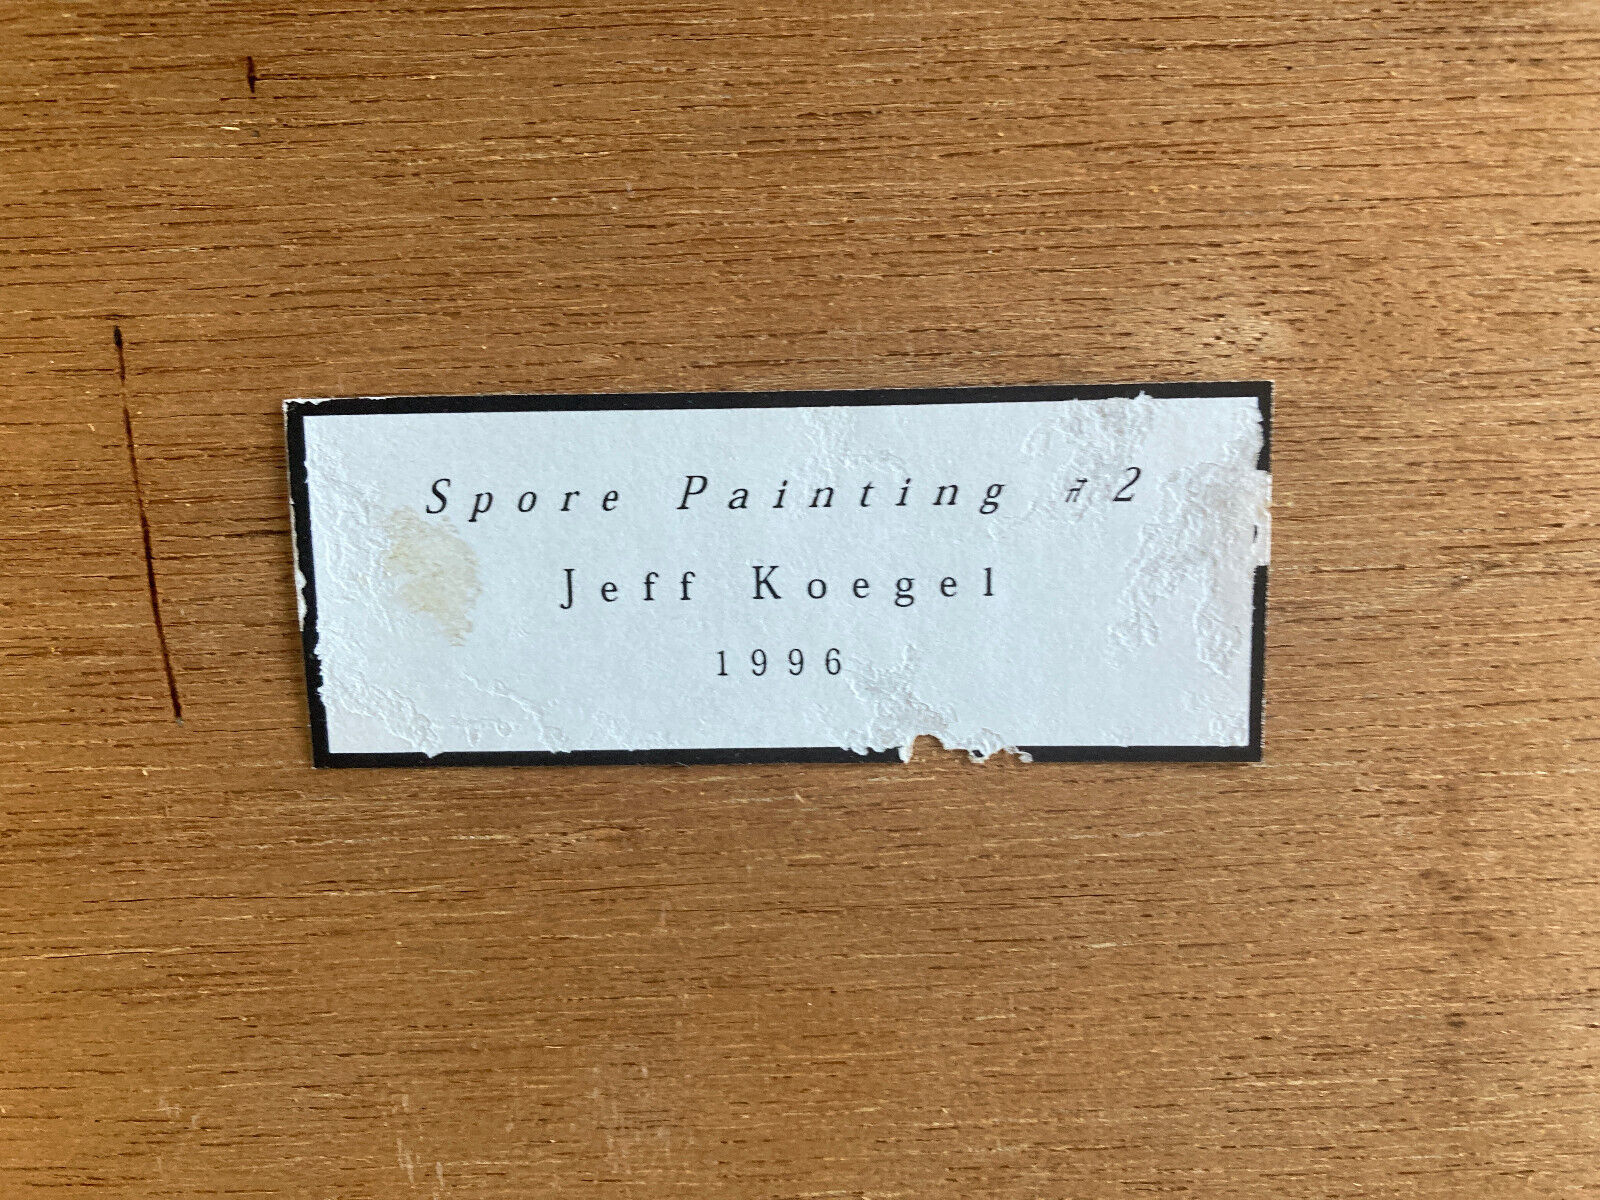 Spore Painting #2
Jeff Koegel
1996